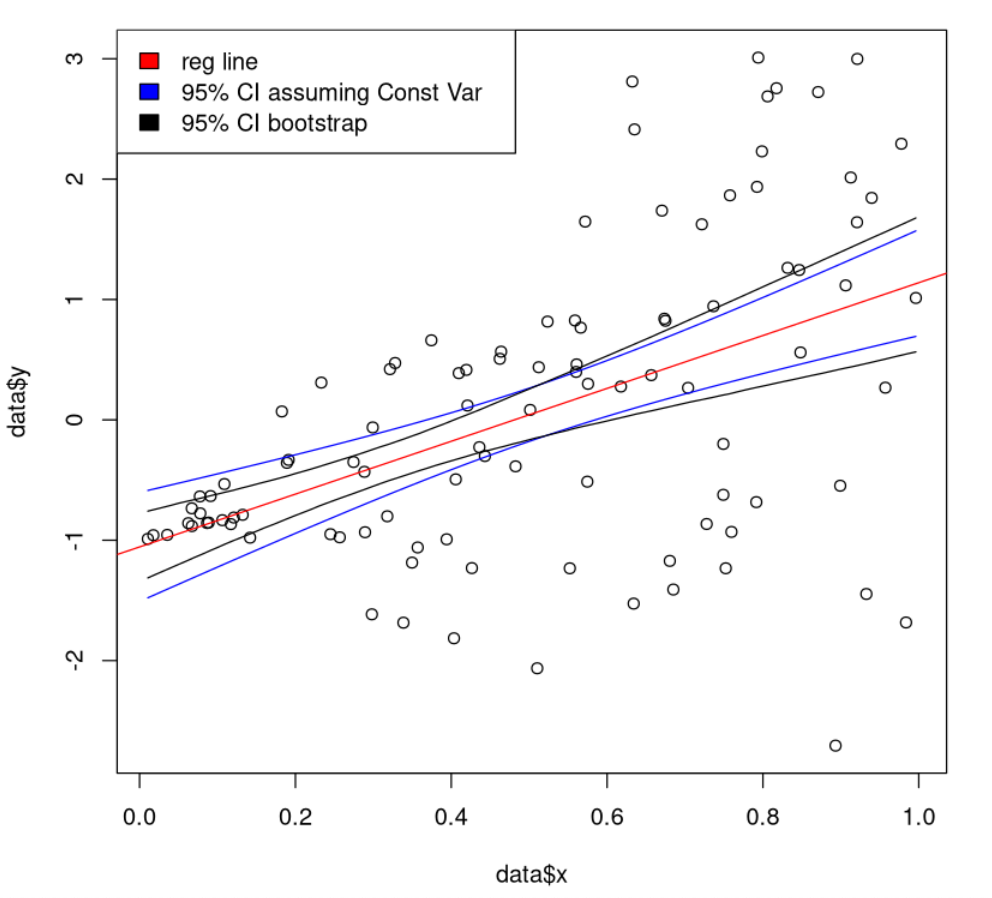 reg line
95% CI assuming Const Var
95% CI bootstrap
3
2
1
0
-1
-2
data$y
0.0 0.2 0.4 0.6 0.8 1.0
data$x